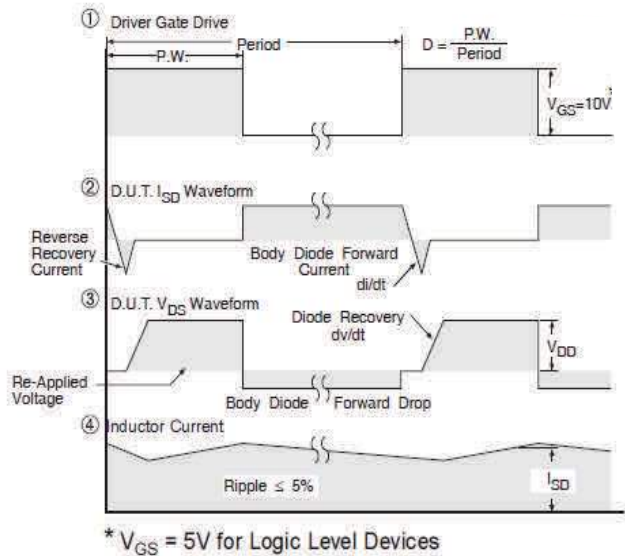 ① Driver Gate Drive
Period
P.W.
D = P.W. / Period
VGS=10V*
② D.U.T. ISD Waveform
Reverse
Recovery
Current
Body Diode Forward
Current
di/dt
③ D.U.T. VDS Waveform
Diode Recovery
dv/dt
VDD
Re-Applied
Voltage
Body Diode Forward Drop
④ Inductor Current
Ripple ≤ 5%
ISD
* VGS = 5V for Logic Level Devices